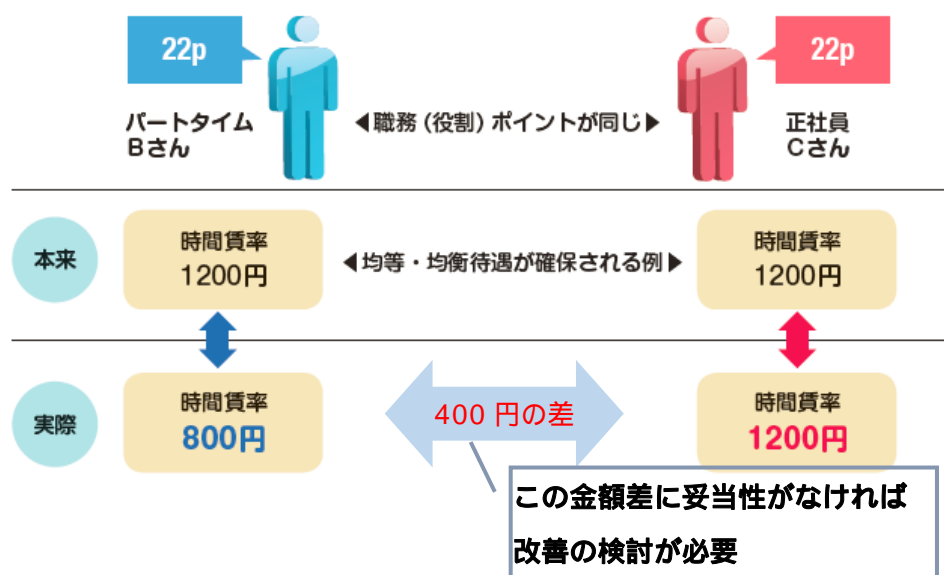 22p
22p
パートタイム
Bさん
◀職務（役割）ポイントが同じ▶
正社員
Cさん
本来
時間賃率
1200円
◀均等・均衡待遇が確保される例▶
時間賃率
1200円
実際
時間賃率
800円
400 円の差
時間賃率
1200円
この金額差に妥当性がなければ
改善の検討が必要